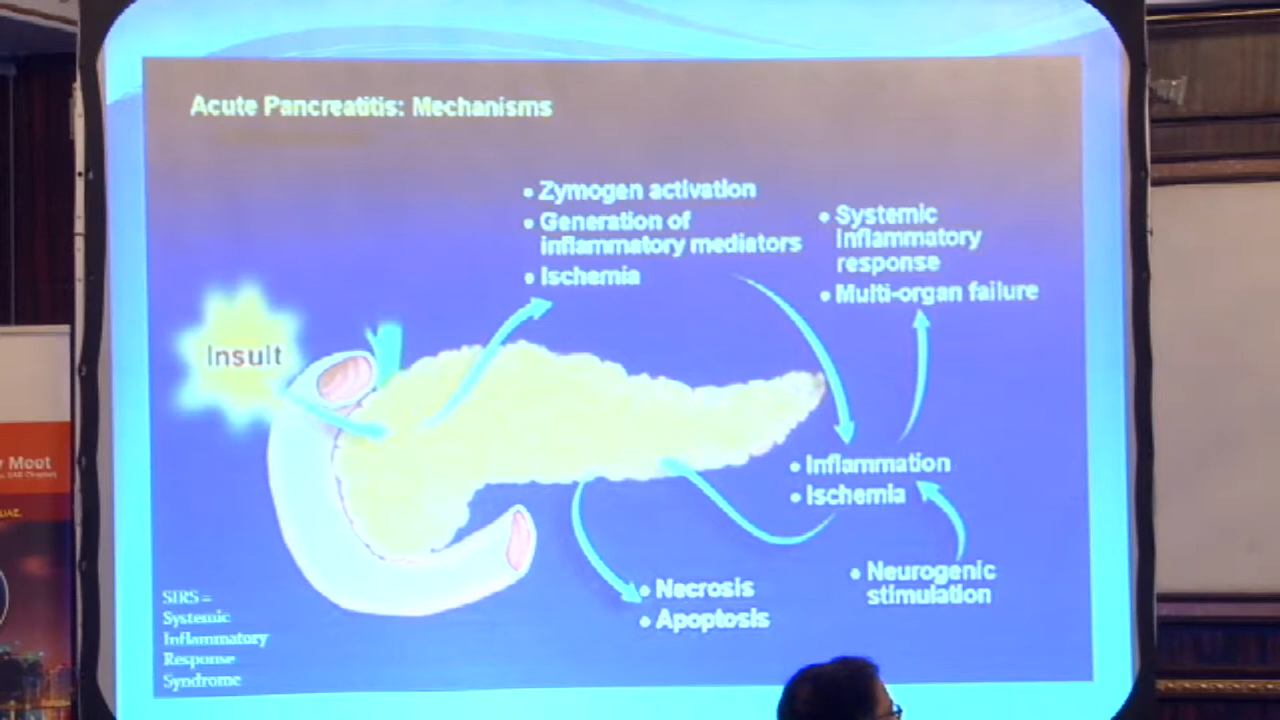 Acute Pancreatitis: Mechanisms
• Zymogen activation
• Generation of
inflammatory mediators
• Ischemia
• Systemic
Inflammatory
response
• Multi-organ failure
Insult
• Inflammation
• Ischemia
• Neurogenic
stimulation
• Necrosis
• Apoptosis
SIRS =
Systemic
Inflammatory
Response
Syndrome
Meet
UAE.